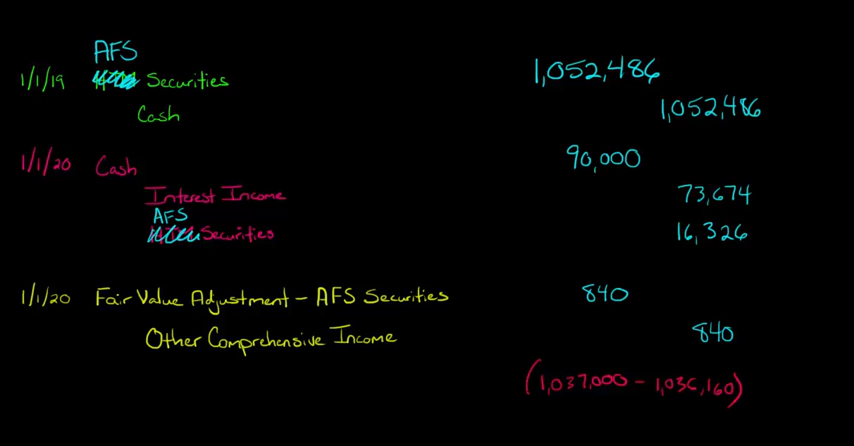 AFS
1/1/19 Securities 1,052,486
Cash 1,052,486
1/1/20 Cash 90,000
Interest Income 73,674
AFS
Securities 16,326
1/1/20 Fair Value Adjustment - AFS Securities 840
Other Comprehensive Income 840
(1,037,000 - 1,036,160)